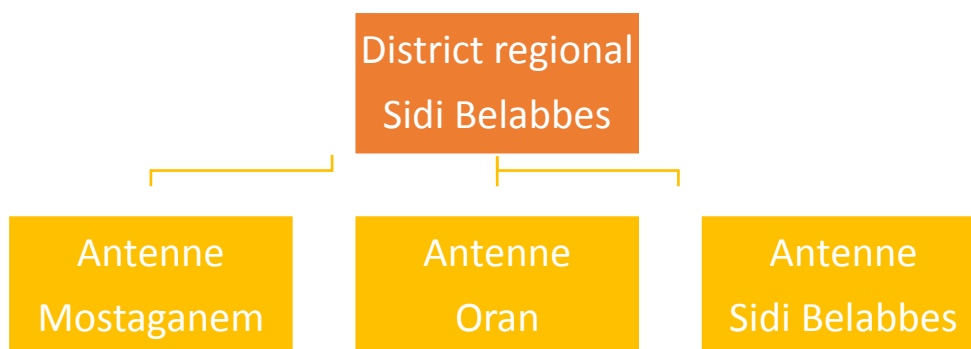 District regional
Sidi Belabbes
Antenne
Mostaganem
Antenne
Oran
Antenne
Sidi Belabbes